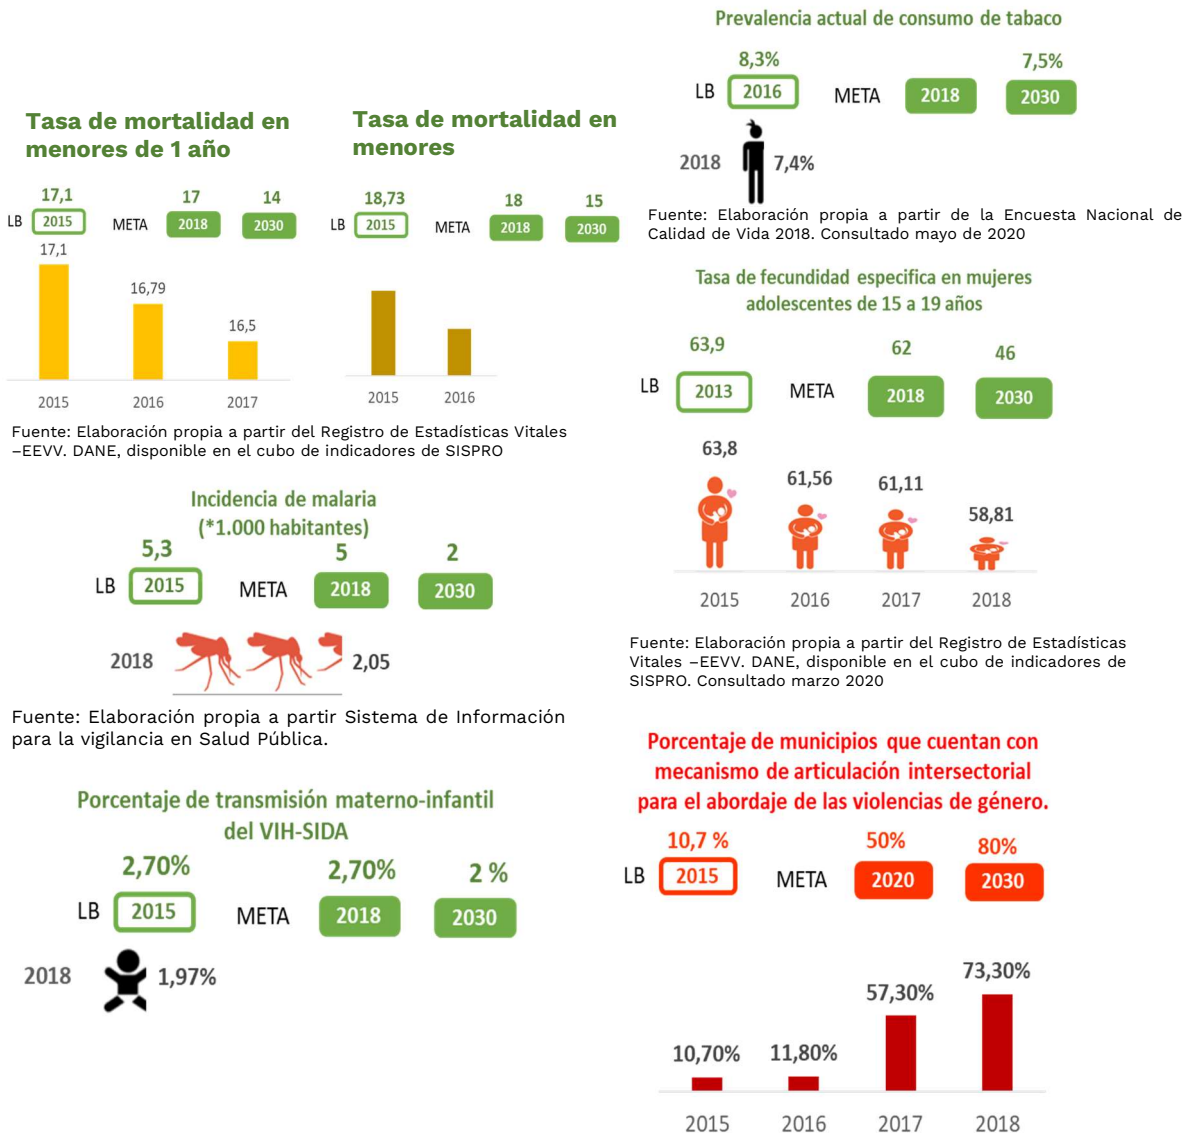 Tasa de mortalidad en
menores de 1 año
17,1 17 14
LB 2015 META 2018 2030
17,1
16,79
16,5
2015 2016 2017
Tasa de mortalidad en
menores
18,73 18 15
LB 2015 META 2018 2030
2015 2016
Fuente: Elaboración propia a partir del Registro de Estadísticas Vitales
–EEVV. DANE, disponible en el cubo de indicadores de SISPRO
Incidencia de malaria
(*1.000 habitantes)
5,3 5 2
LB 2015 META 2018 2030
2018 2,05
Fuente: Elaboración propia a partir Sistema de Información
para la vigilancia en Salud Pública.
Porcentaje de transmisión materno-infantil
del VIH-SIDA
2,70% 2,70% 2 %
LB 2015 META 2018 2030
2018 1,97%
Prevalencia actual de consumo de tabaco
8,3% 7,5%
LB 2016 META 2018 2030
2018 7,4%
Fuente: Elaboración propia a partir de la Encuesta Nacional de
Calidad de Vida 2018. Consultado mayo de 2020
Tasa de fecundidad especifica en mujeres
adolescentes de 15 a 19 años
63,9 62 46
LB 2013 META 2018 2030
63,8
61,56 61,11
58,81
2015 2016 2017 2018
Fuente: Elaboración propia a partir del Registro de Estadísticas
Vitales –EEVV. DANE, disponible en el cubo de indicadores de
SISPRO. Consultado marzo 2020
Porcentaje de municipios que cuentan con
mecanismo de articulación intersectorial
para el abordaje de las violencias de género.
10,7 % 50% 80%
LB 2015 META 2020 2030
73,30%
57,30%
10,70% 11,80%
2015 2016 2017 2018